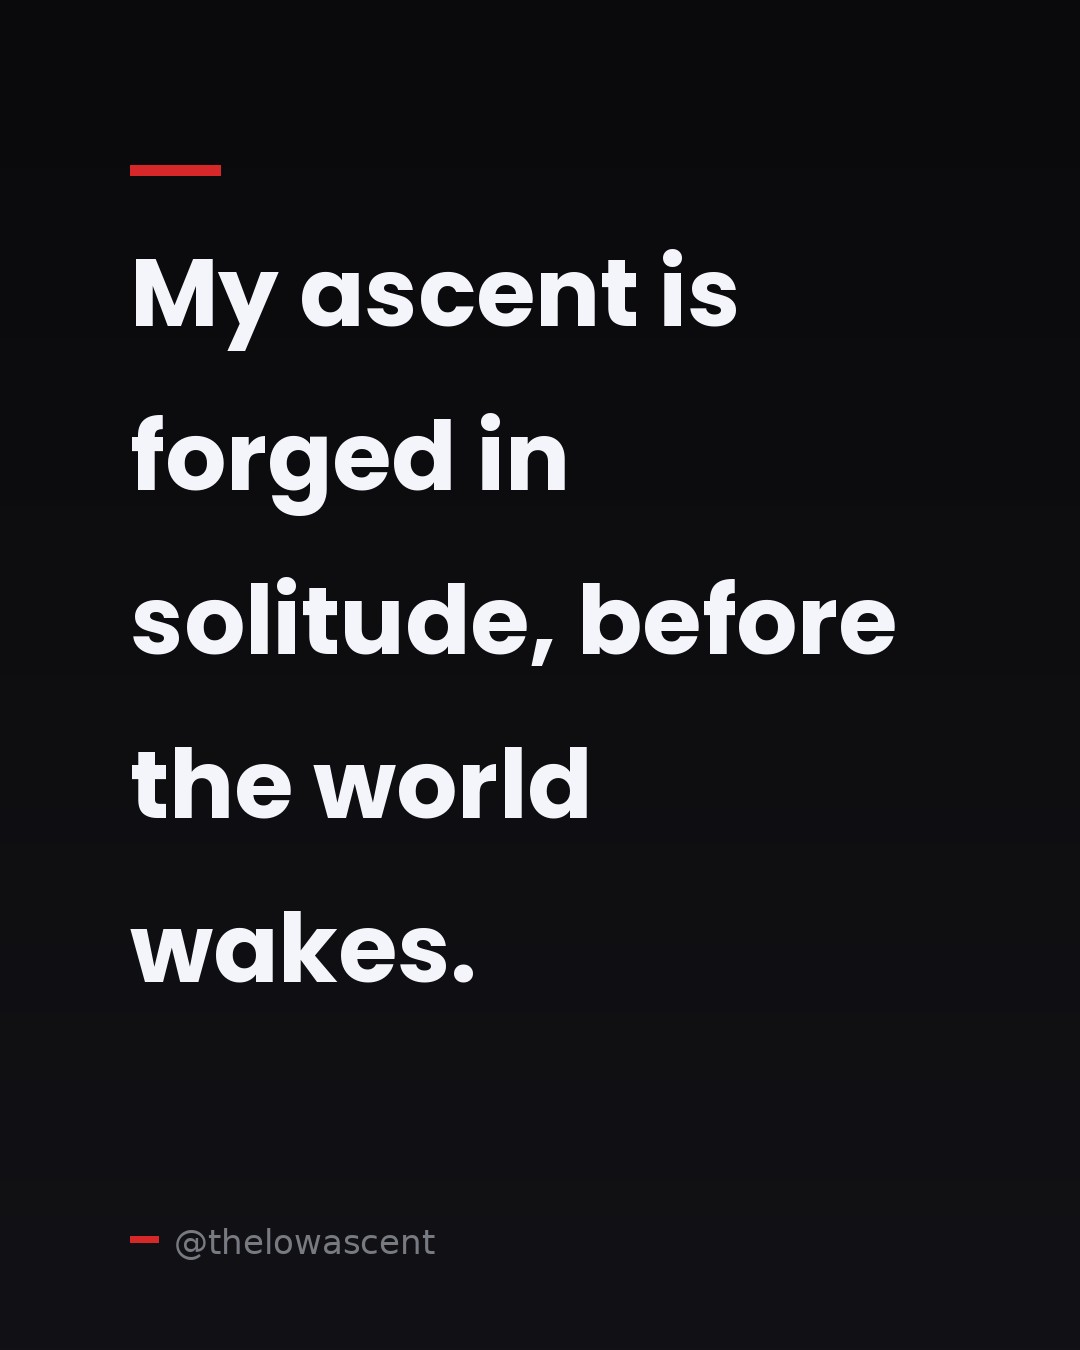 My ascent is
forged in
solitude, before
the world
wakes.
@thelowascent